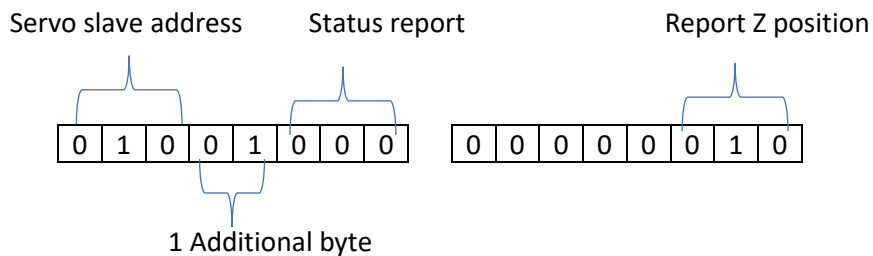 Servo slave address Status report Report Z position
0 1 0 0 1 0 0 0 0 0 0 0 0 0 1 0
1 Additional byte